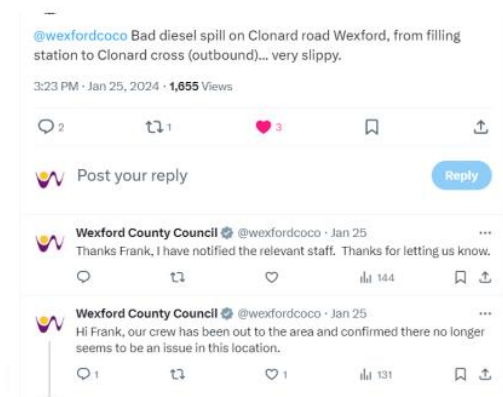 @wexfordcoco Bad diesel spill on Clonard road Wexford, from filling
station to Clonard cross (outbound)... very slippy.
3:23 PM · Jan 25, 2024 · 1,655 Views
2 1 3
Post your reply Reply
Wexford County Council @wexfordcoco · Jan 25
Thanks Frank, I have notified the relevant staff. Thanks for letting us know.
144
Wexford County Council @wexfordcoco · Jan 25
Hi Frank, our crew has been out to the area and confirmed there no longer
seems to be an issue in this location.
1 1 131